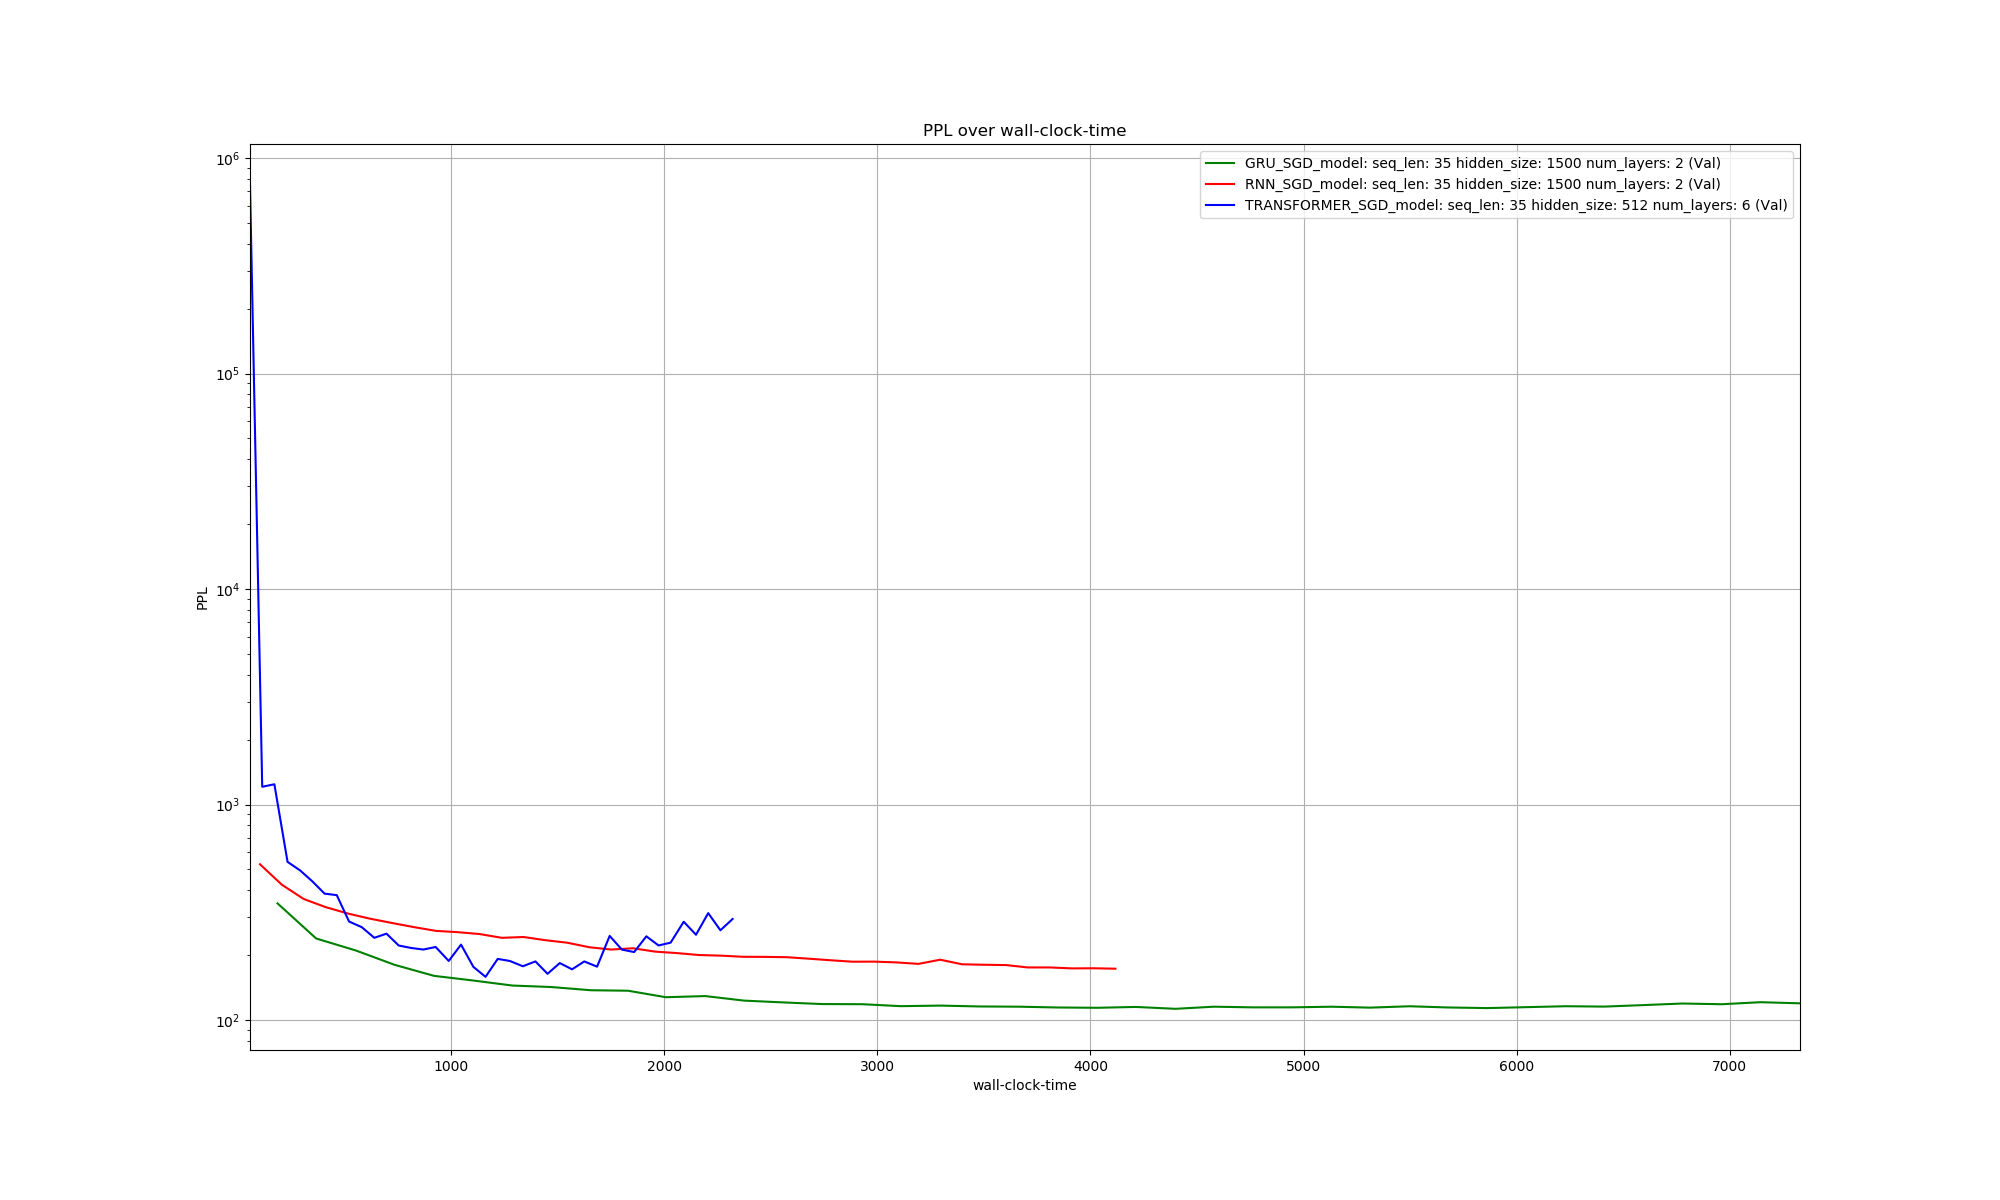 PPL over wall-clock-time
GRU_SGD_model: seq_len: 35 hidden_size: 1500 num_layers: 2 (Val)
RNN_SGD_model: seq_len: 35 hidden_size: 1500 num_layers: 2 (Val)
TRANSFORMER_SGD_model: seq_len: 35 hidden_size: 512 num_layers: 6 (Val)
10⁶
10⁵
10⁴
10³
10²
PPL
1000 2000 3000 4000 5000 6000 7000
wall-clock-time